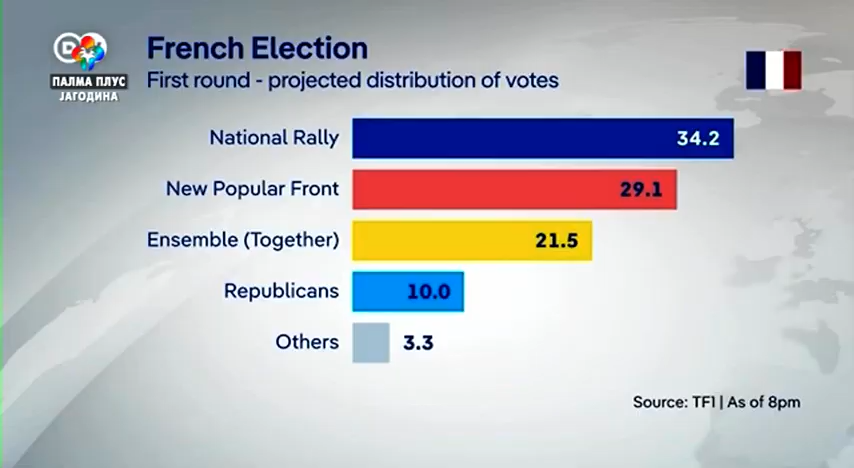 ПАЛМА ПЛУС
ЈАГОДИНА
French Election
First round - projected distribution of votes
National Rally 34.2
New Popular Front 29.1
Ensemble (Together) 21.5
Republicans 10.0
Others 3.3
Source: TF1 | As of 8pm